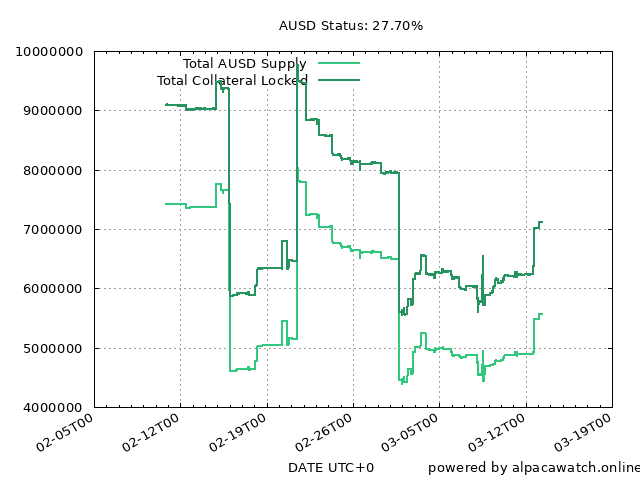 AUSD Status: 27.70%
Total AUSD Supply
Total Collateral Locked
10000000
9000000
8000000
7000000
6000000
5000000
4000000
02-05T00
02-12T00
02-19T00
02-26T00
03-05T00
03-12T00
03-19T00
DATE UTC+0
powered by alpacawatch.online